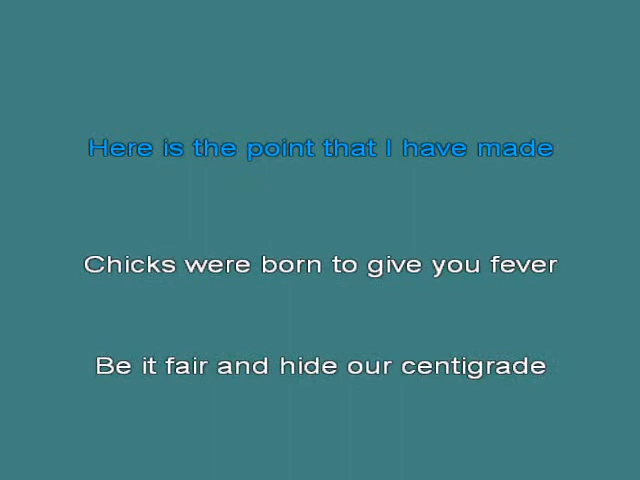 Here is the point that I have made
Chicks were born to give you fever
Be it fair and hide our centigrade